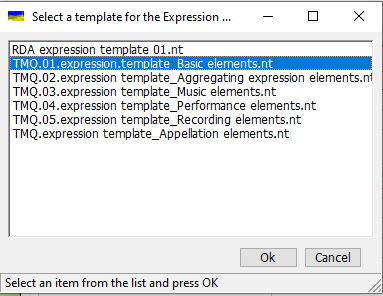 Select a template for the Expression ...
RDA expression template 01.nt
TMQ.01.expression.template_Basic elements.nt
TMQ.02.expression template_Aggregating expression elements.nt
TMQ.03.expression template_Music elements.nt
TMQ.04.expression template_Performance elements.nt
TMQ.05.expression template_Recording elements.nt
TMQ.expression template_Appellation elements.nt
Ok Cancel
Select an item from the list and press OK